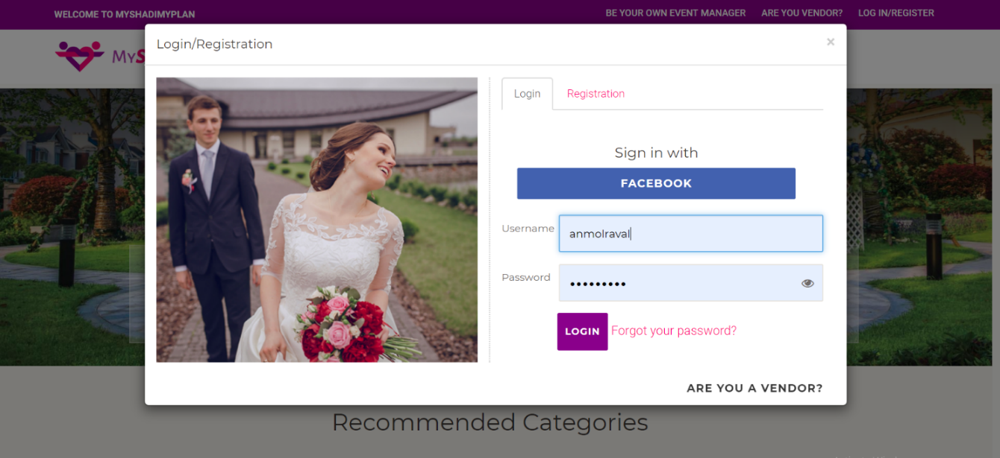 WELCOME TO MYSHADIMYPLAN
BE YOUR OWN EVENT MANAGER ARE YOU VENDOR? LOG IN/REGISTER
Login/Registration ×
MyS
Login Registration
Sign in with
FACEBOOK
Username anmolraval
Password •••••••••
LOGIN Forgot your password?
ARE YOU A VENDOR?
Recommended Categories